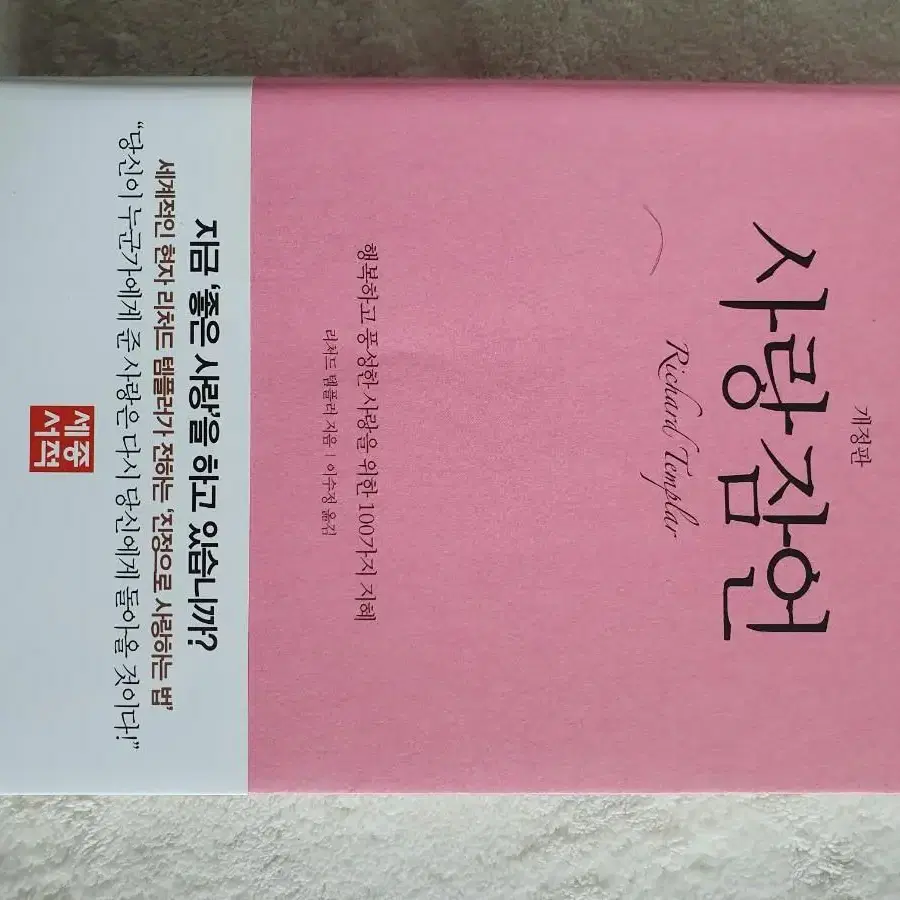 개정판
사랑잠언
Richard Templar
행복하고 풍성한 사랑을 위한 100가지 지혜
리처드 템플러 지음 | 이수정 옮김
지금 '좋은 사랑'을 하고 있습니까?
세계적인 현자 리처드 템플러가 전하는 '진정으로 사랑하는 법'
“당신이 누군가에게 준 사랑은 다시 당신에게 돌아올 것이다!”
세종
서적